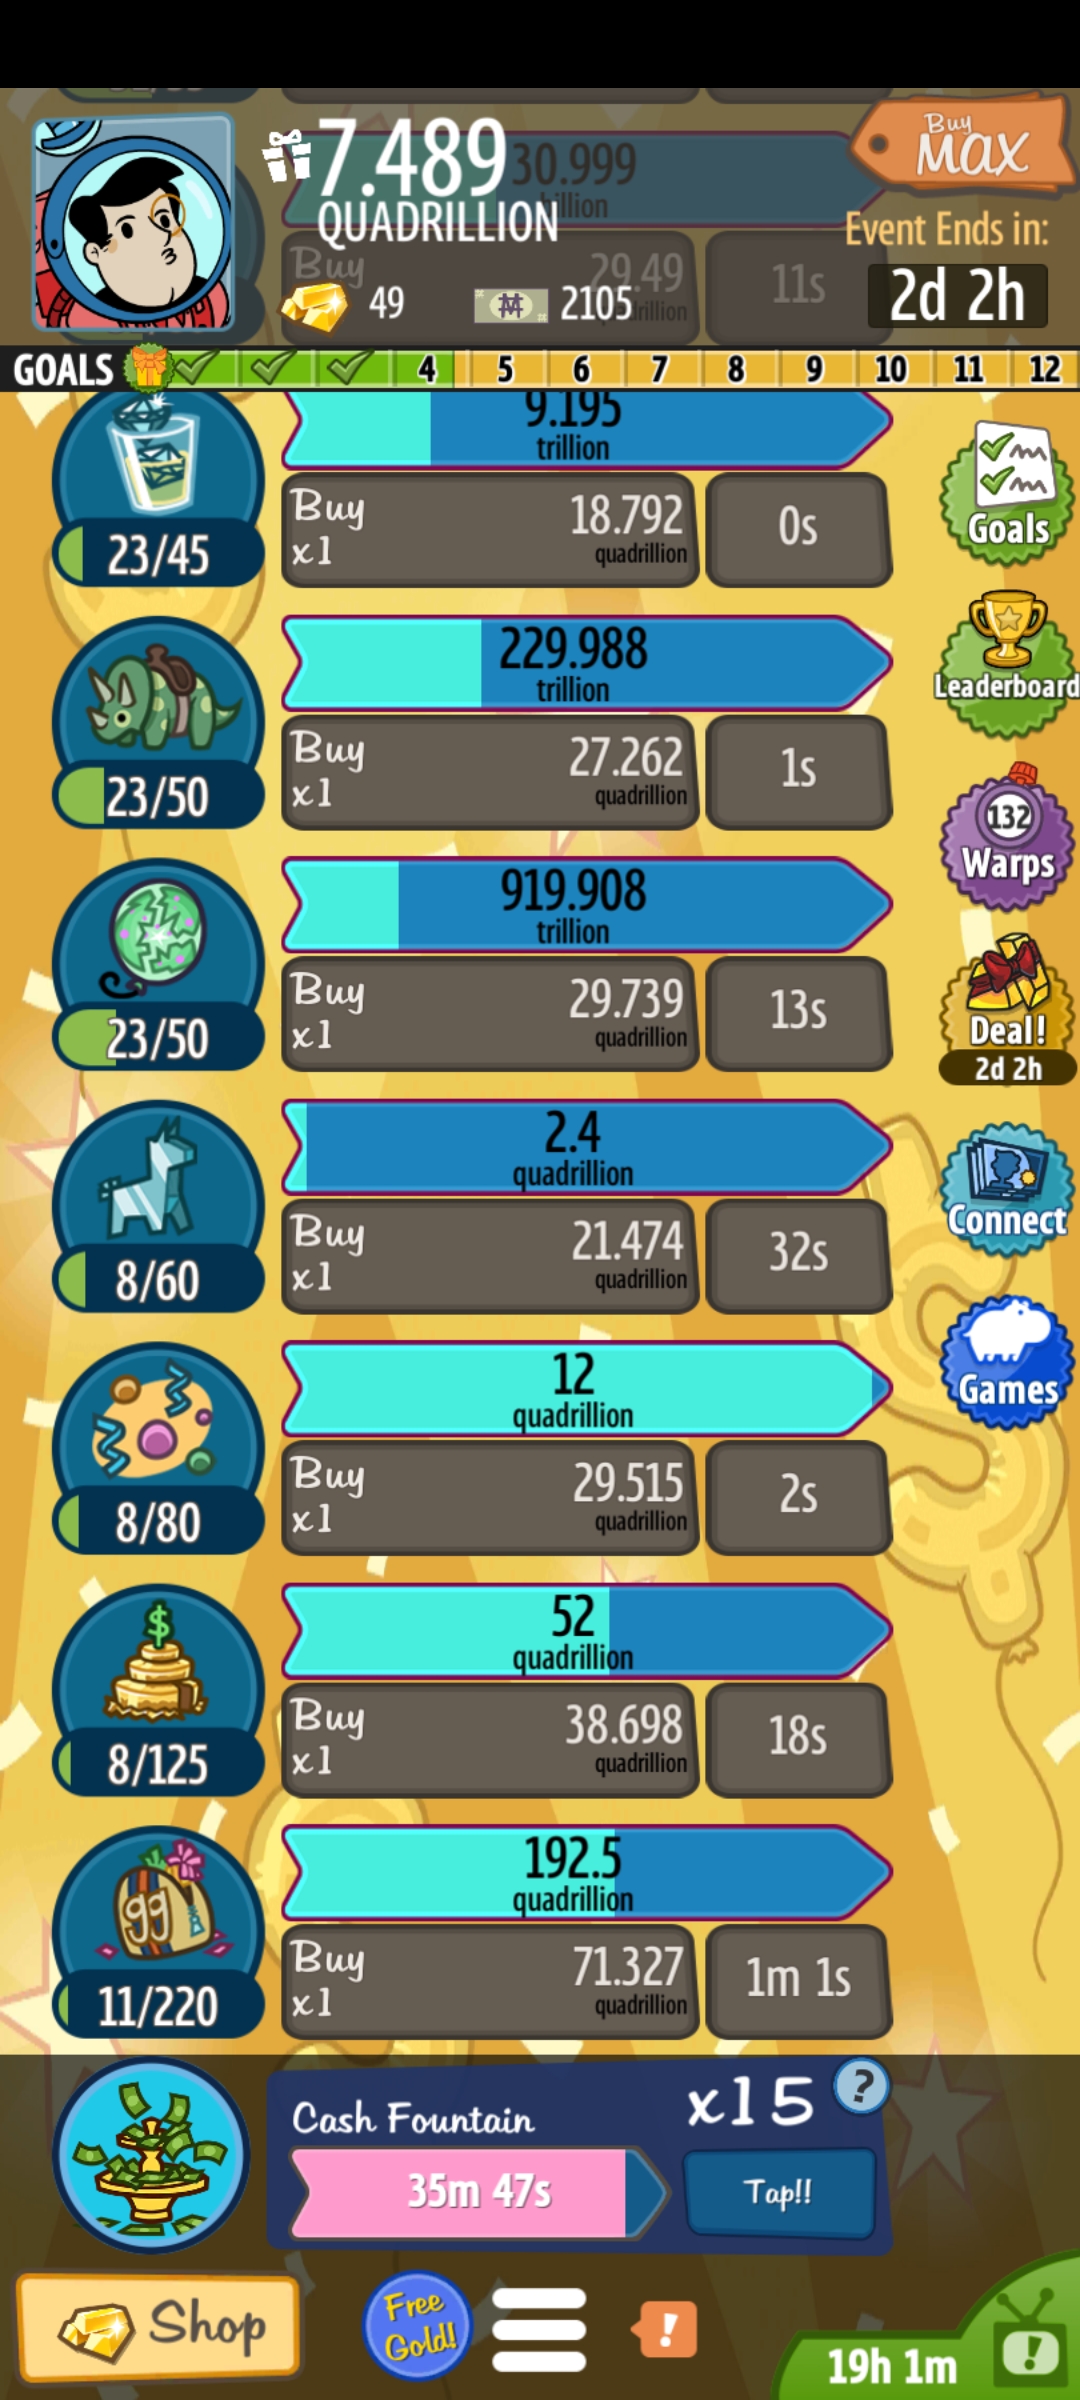 7.489
QUADRILLION
30.999
Buy
MAX
Event Ends in:
2d 2h
Buy
29.49
11s
49
2105
GOALS
4 5 6 7 8 9 10 11 12
9.195
trillion
Buy
x1
18.792
quadrillion
0s
23/45
Goals
229.988
trillion
Buy
x1
27.262
quadrillion
1s
23/50
Leaderboard
919.908
trillion
Buy
x1
29.739
quadrillion
13s
23/50
132
Warps
Deal!
2d 2h
2.4
quadrillion
Buy
x1
21.474
quadrillion
32s
8/60
Connect
12
quadrillion
Buy
x1
29.515
quadrillion
2s
8/80
Games
$
52
quadrillion
Buy
x1
38.698
quadrillion
18s
8/125
99
192.5
quadrillion
Buy
x1
71.327
quadrillion
1m 1s
11/220
Cash Fountain
x15
?
35m 47s
Tap!!
Shop
Free
Gold!
!
19h 1m
!